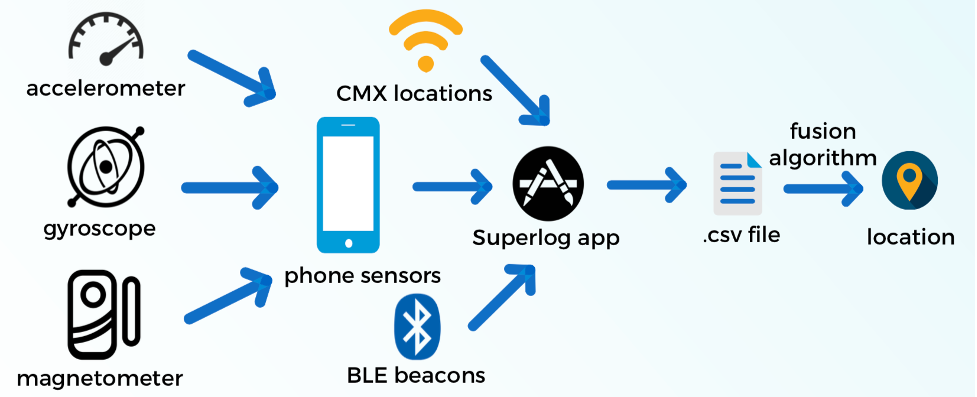 accelerometer
CMX locations
fusion
algorithm
gyroscope
Superlog app
.csv file
location
phone sensors
magnetometer
BLE beacons